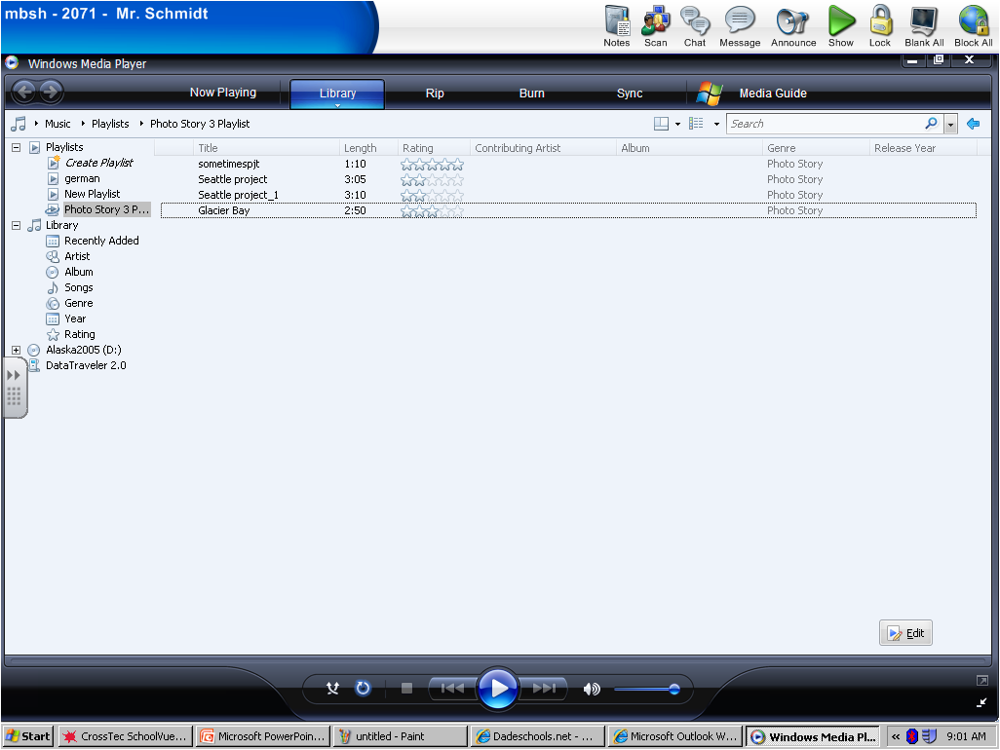 mbsh - 2071 - Mr. Schmidt
Notes Scan Chat Message Announce Show Lock Blank All Block All
Windows Media Player
Now Playing Library Rip Burn Sync Media Guide
Music Playlists Photo Story 3 Playlist Search
Playlists Title Length Rating Contributing Artist Album Genre Release Year
Create Playlist sometimespjt 1:10 Photo Story
german Seattle project 3:05 Photo Story
New Playlist Seattle project_1 3:10 Photo Story
Photo Story 3 P... Glacier Bay 2:50 Photo Story
Library
Recently Added
Artist
Album
Songs
Genre
Year
Rating
Alaska2005 (D:)
DataTraveler 2.0
Edit
Start CrossTec SchoolVue... Microsoft PowerPoin... untitled - Paint Dadeschools.net - ... Microsoft Outlook W... Windows Media Pl... « 9:01 AM